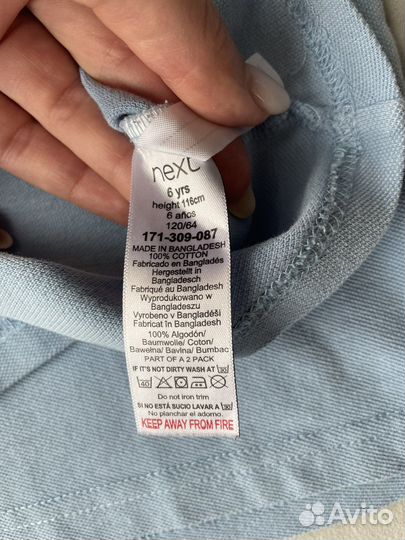 next
6 yrs
height 116cm
6 años
120/64
171-309-087
MADE IN BANGLADESH
100% COTTON
Fabricado en Bangladés
Hergestellt in
Bangladesch
Fabriqué au Bangladesh
Wyprodukowano w
Bangladeszu
Vyrobeno v Bangladéši
Fabricat în Bangladesh
100% Algodón/
Baumwolle/ Coton/
Bawełna/ Bavlna/ Bumbac
PART OF A 2 PACK
IF IT'S NOT DIRTY WASH AT 30
40
Do not iron trim
SI NO ESTÁ SUCIO LAVAR A 30
No planchar el adorno.
KEEP AWAY FROM FIRE
Avito